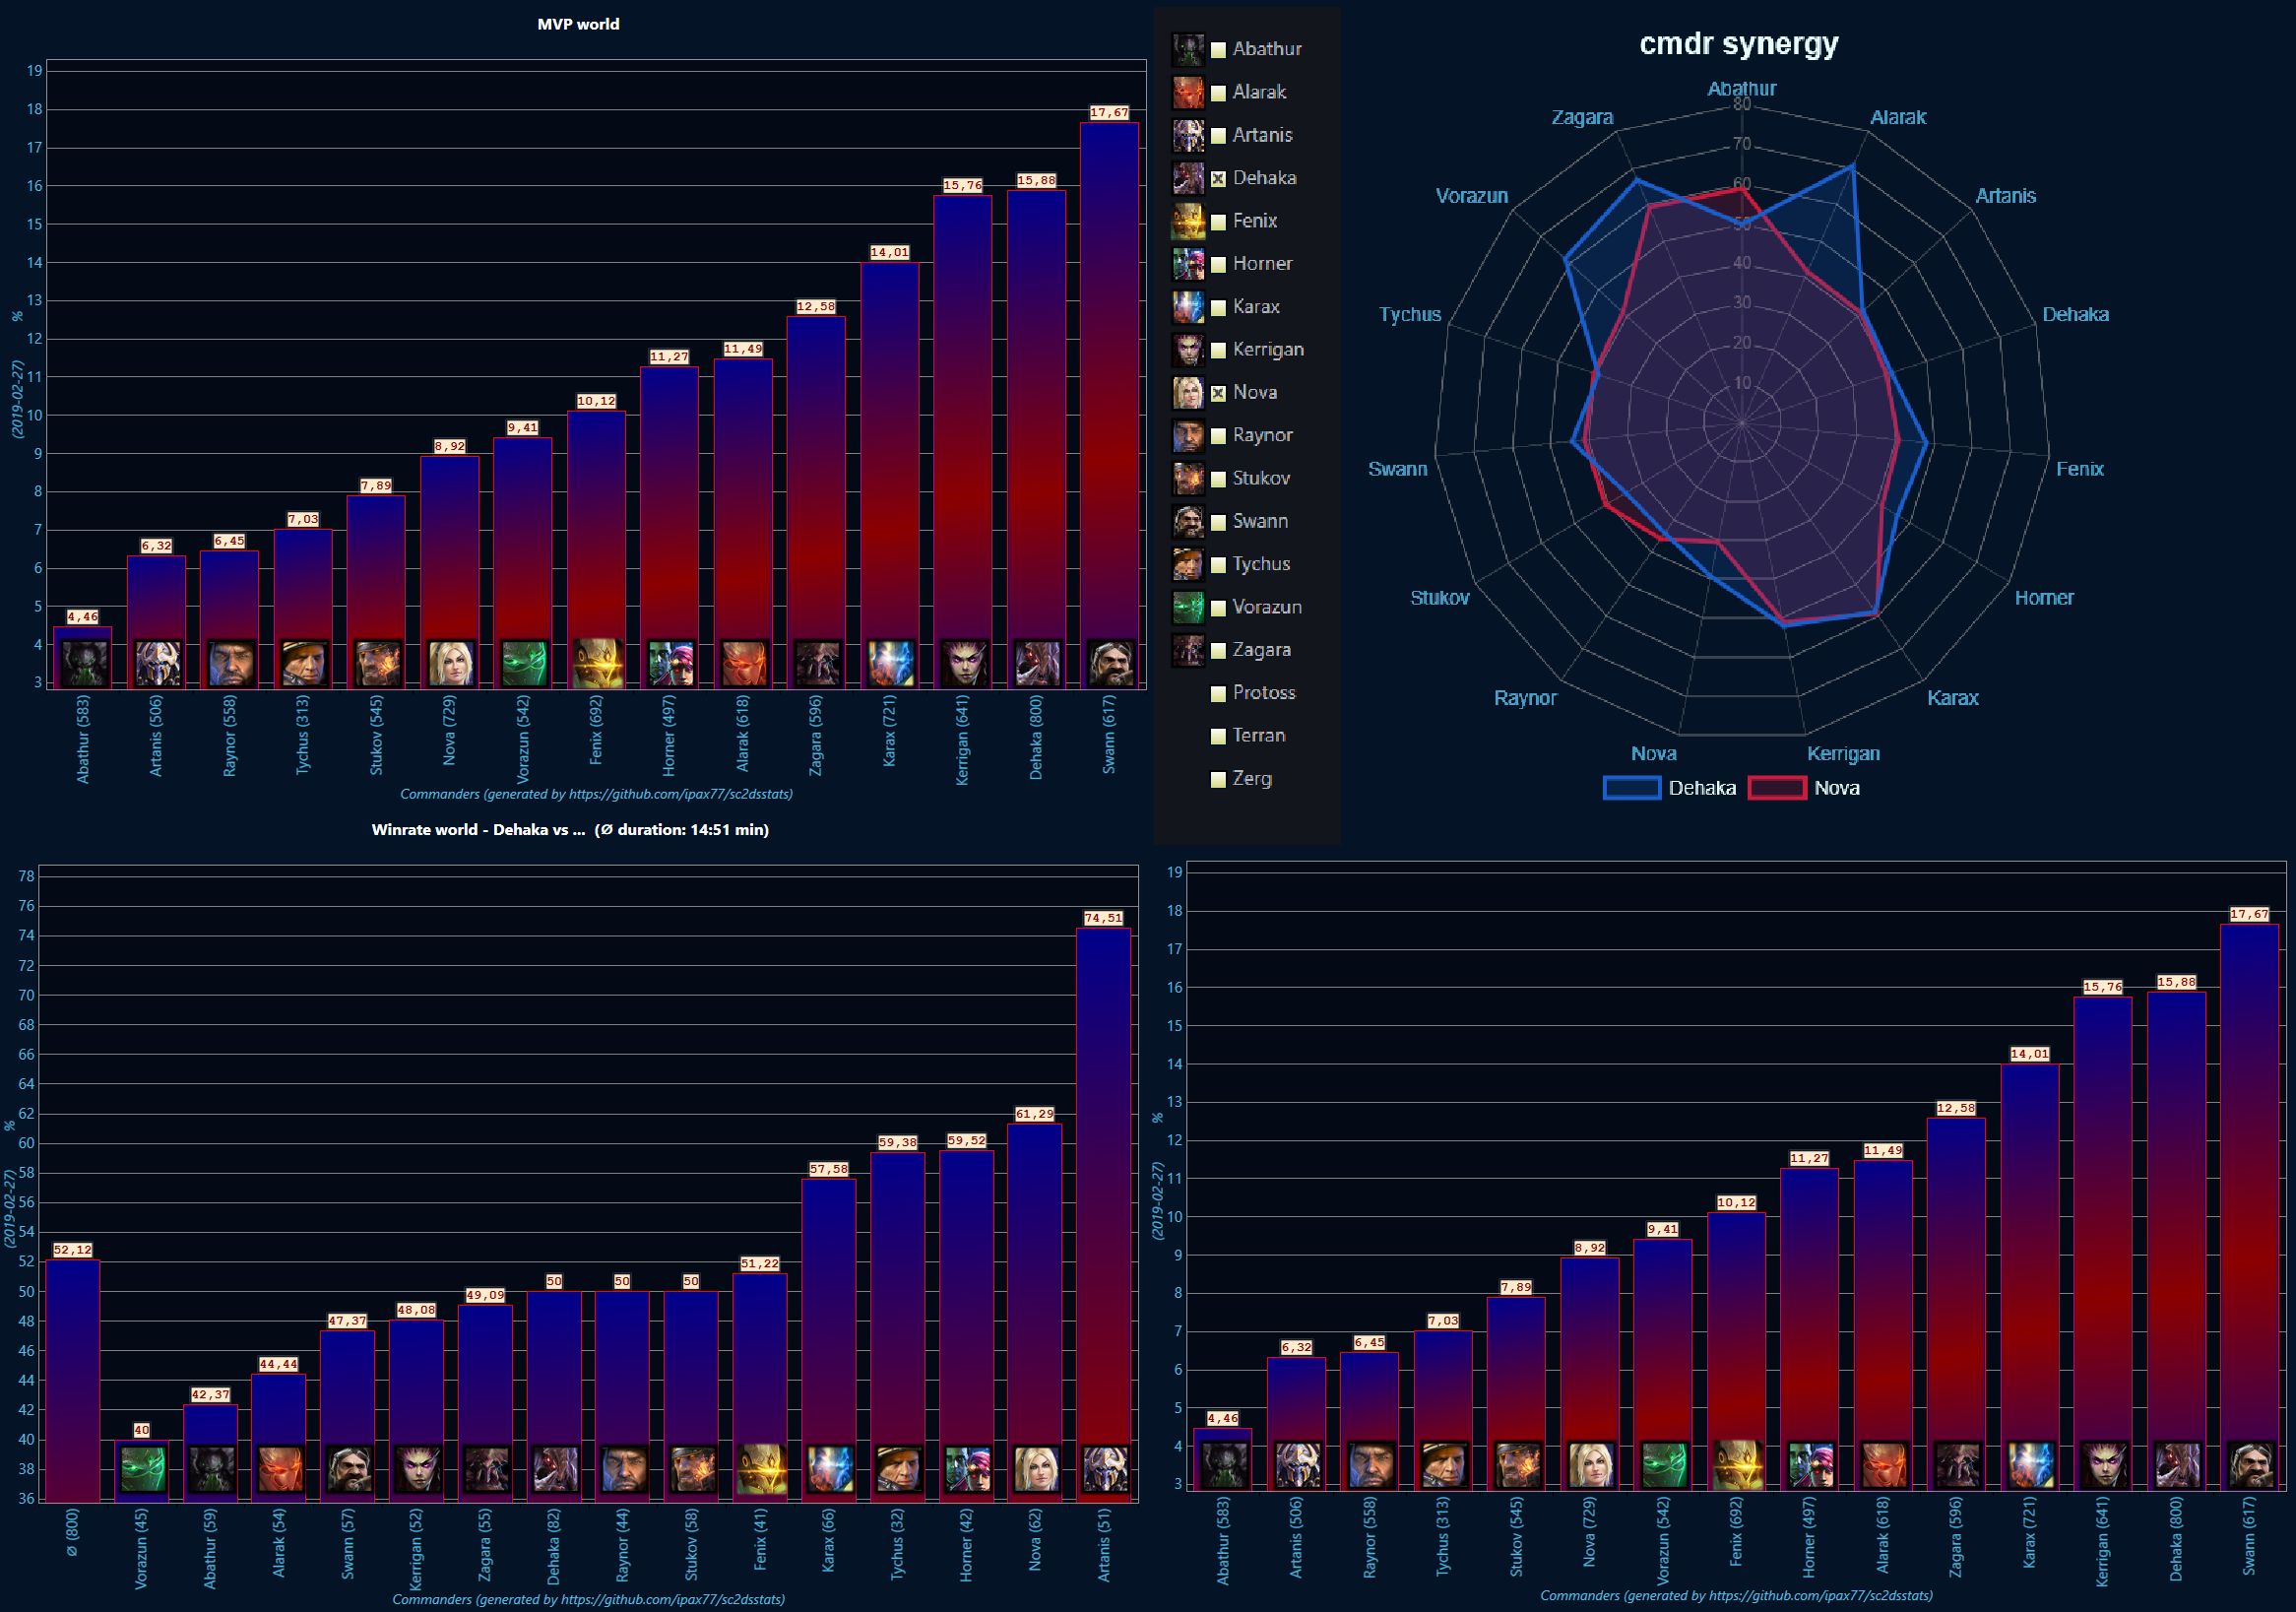 MVP world
19
18
17
16
15
14
13
12
11
10
9
8
7
6
5
4
3
%
(2019-02-27)
4,46
6,32
6,45
7,03
7,89
8,92
9,41
10,12
11,27
11,49
12,58
14,01
15,76
15,88
17,67
Abathur (583)
Artanis (506)
Raynor (558)
Tychus (313)
Stukov (545)
Nova (729)
Vorazun (542)
Fenix (692)
Horner (497)
Alarak (618)
Zagara (596)
Karax (721)
Kerrigan (641)
Dehaka (800)
Swann (617)
Commanders (generated by https://github.com/ipax77/sc2dsstats)
Abathur
Alarak
Artanis
Dehaka
Fenix
Horner
Karax
Kerrigan
Nova
Raynor
Stukov
Swann
Tychus
Vorazun
Zagara
Protoss
Terran
Zerg
cmdr synergy
Abathur
Alarak
Artanis
Dehaka
Fenix
Horner
Karax
Kerrigan
Nova
Raynor
Stukov
Swann
Tychus
Vorazun
Zagara
80
70
60
50
40
30
20
10
Dehaka
Nova
Winrate world - Dehaka vs ... (Ø duration: 14:51 min)
78
76
74
72
70
68
66
64
62
60
58
56
54
52
50
48
46
44
42
40
38
36
%
(2019-02-27)
52,12
40
42,37
44,44
47,37
48,08
49,09
50
50
50
51,22
57,58
59,38
59,52
61,29
74,51
Ø (800)
Vorazun (45)
Abathur (59)
Alarak (54)
Swann (57)
Kerrigan (52)
Zagara (55)
Dehaka (82)
Raynor (44)
Stukov (58)
Fenix (41)
Karax (66)
Tychus (32)
Horner (42)
Nova (62)
Artanis (51)
Commanders (generated by https://github.com/ipax77/sc2dsstats)
19
18
17
16
15
14
13
12
11
10
9
8
7
6
5
4
3
%
(2019-02-27)
4,46
6,32
6,45
7,03
7,89
8,92
9,41
10,12
11,27
11,49
12,58
14,01
15,76
15,88
17,67
Abathur (583)
Artanis (506)
Raynor (558)
Tychus (313)
Stukov (545)
Nova (729)
Vorazun (542)
Fenix (692)
Horner (497)
Alarak (618)
Zagara (596)
Karax (721)
Kerrigan (641)
Dehaka (800)
Swann (617)
Commanders (generated by https://github.com/ipax77/sc2dsstats)